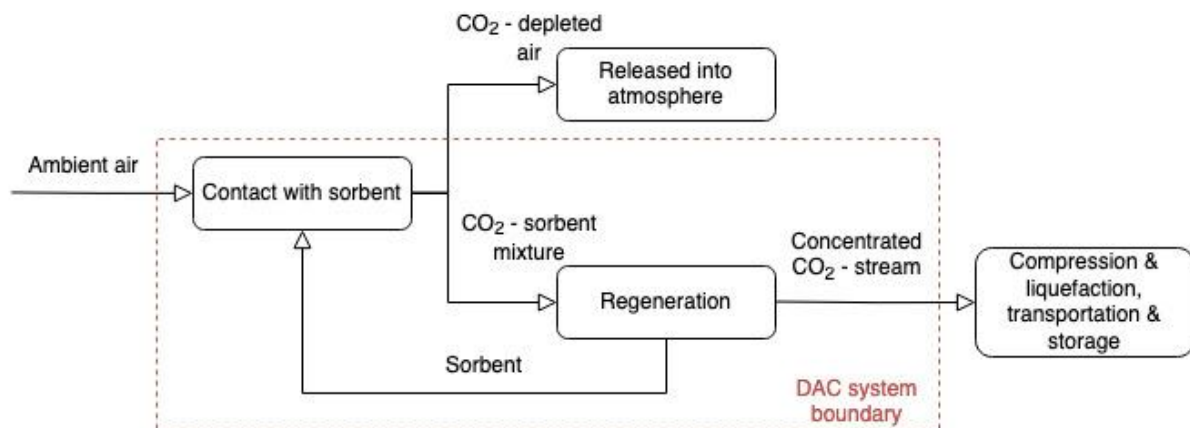 CO₂ - depleted
air
Released into
atmosphere
Ambient air
Contact with sorbent
CO₂ - sorbent
mixture
Regeneration
Concentrated
CO₂ - stream
Compression &
liquefaction,
transportation &
storage
Sorbent
DAC system
boundary